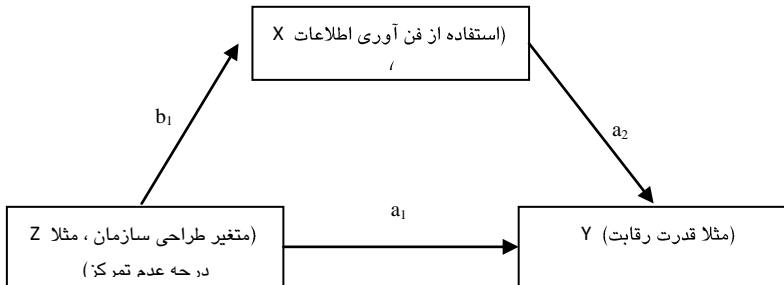 X (استفاده از فن آوری اطلاعات
،
b₁
a₂
a₁
Z (متغیر طراحی سازمان ، مثلا
درجه عدم تمرکز)
Y (مثلا قدرت رقابت)